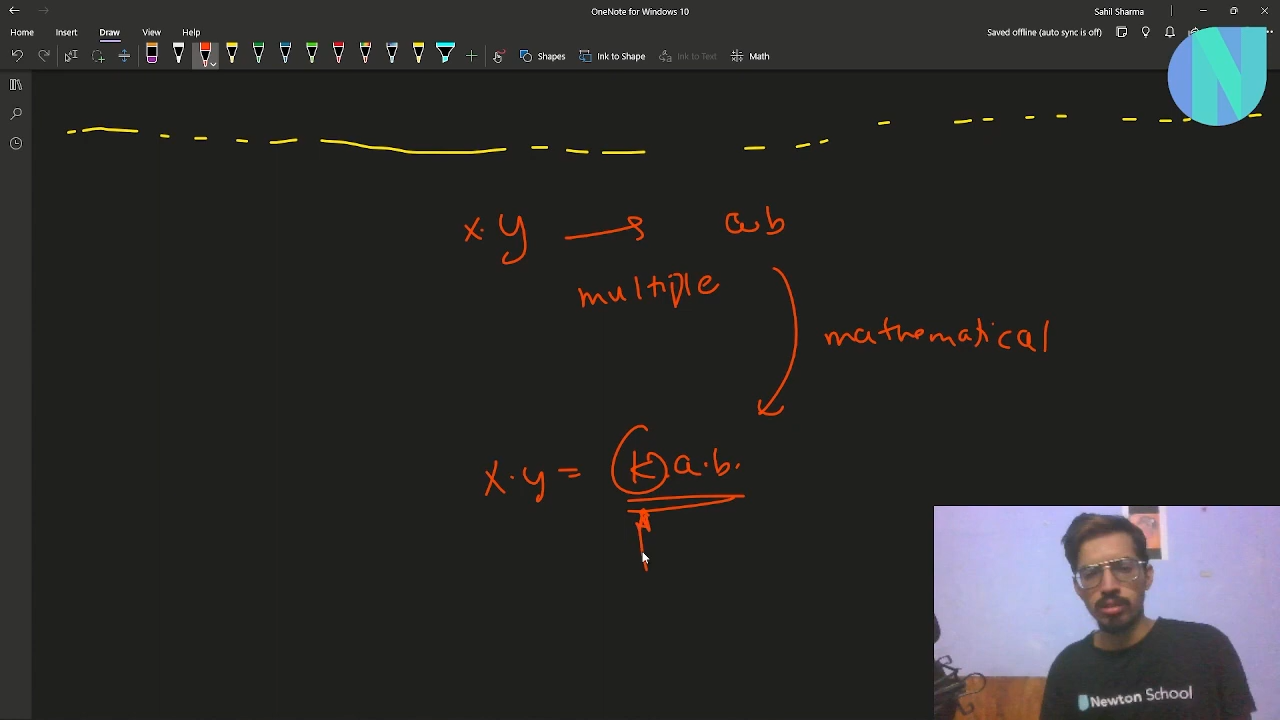 OneNote for Windows 10
Sahil Sharma
Home Insert Draw View Help
Saved offline (auto sync is off)
Shapes Ink to Shape Ink to Text Math
x.y → a.b
multiple
mathematical
x.y = k.a.b.
Newton School